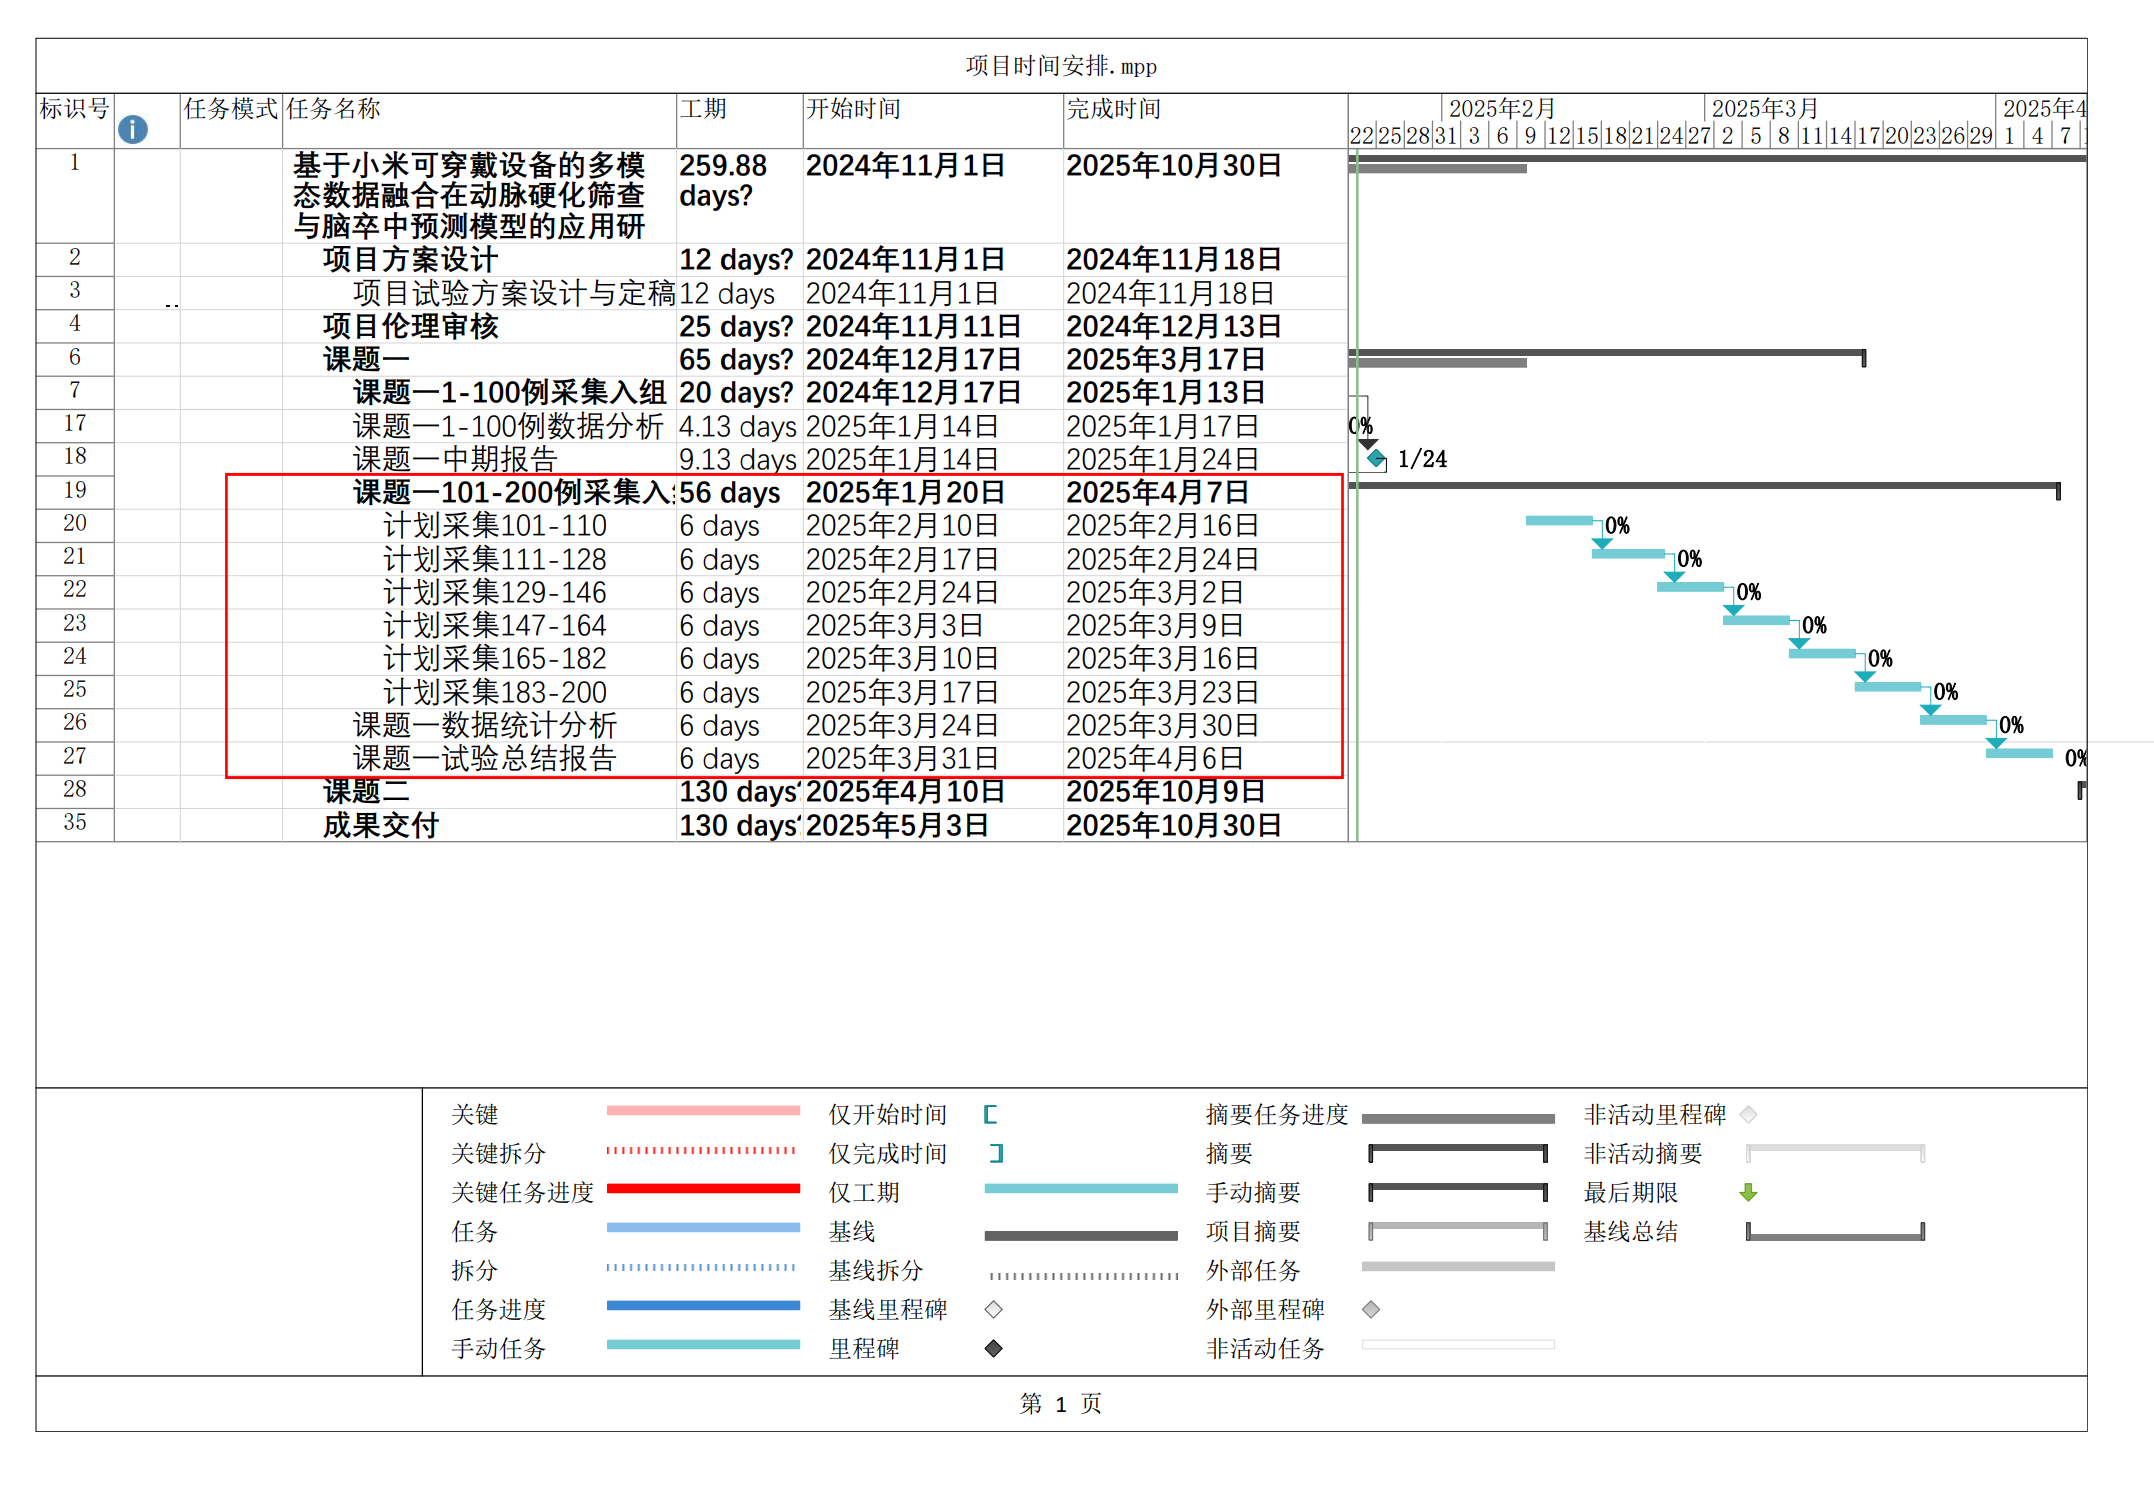 项目时间安排.mpp
标识号 任务模式 任务名称 工期 开始时间 完成时间 2025年2月 2025年3月 2025年4
22 25 28 31 3 6 9 12 15 18 21 24 27 2 5 8 11 14 17 20 23 26 29 1 4 7
1 基于小米可穿戴设备的多模 259.88 2024年11月1日 2025年10月30日
态数据融合在动脉硬化筛查 days?
与脑卒中预测模型的应用研
2 项目方案设计 12 days? 2024年11月1日 2024年11月18日
3 项目试验方案设计与定稿 12 days 2024年11月1日 2024年11月18日
4 项目伦理审核 25 days? 2024年11月11日 2024年12月13日
6 课题一 65 days? 2024年12月17日 2025年3月17日
7 课题一1-100例采集入组 20 days? 2024年12月17日 2025年1月13日
17 课题一1-100例数据分析 4.13 days 2025年1月14日 2025年1月17日 0%
18 课题一中期报告 9.13 days 2025年1月14日 2025年1月24日 1/24
19 课题一101-200例采集入 56 days 2025年1月20日 2025年4月7日
20 计划采集101-110 6 days 2025年2月10日 2025年2月16日 0%
21 计划采集111-128 6 days 2025年2月17日 2025年2月24日 0%
22 计划采集129-146 6 days 2025年2月24日 2025年3月2日 0%
23 计划采集147-164 6 days 2025年3月3日 2025年3月9日 0%
24 计划采集165-182 6 days 2025年3月10日 2025年3月16日 0%
25 计划采集183-200 6 days 2025年3月17日 2025年3月23日 0%
26 课题一数据统计分析 6 days 2025年3月24日 2025年3月30日 0%
27 课题一试验总结报告 6 days 2025年3月31日 2025年4月6日 0%
28 课题二 130 days? 2025年4月10日 2025年10月9日
35 成果交付 130 days? 2025年5月3日 2025年10月30日
关键 仅开始时间 摘要任务进度 非活动里程碑
关键拆分 仅完成时间 摘要 非活动摘要
关键任务进度 仅工期 手动摘要 最后期限
任务 基线 项目摘要 基线总结
拆分 基线拆分 外部任务
任务进度 基线里程碑 外部里程碑
手动任务 里程碑 非活动任务
第 1 页